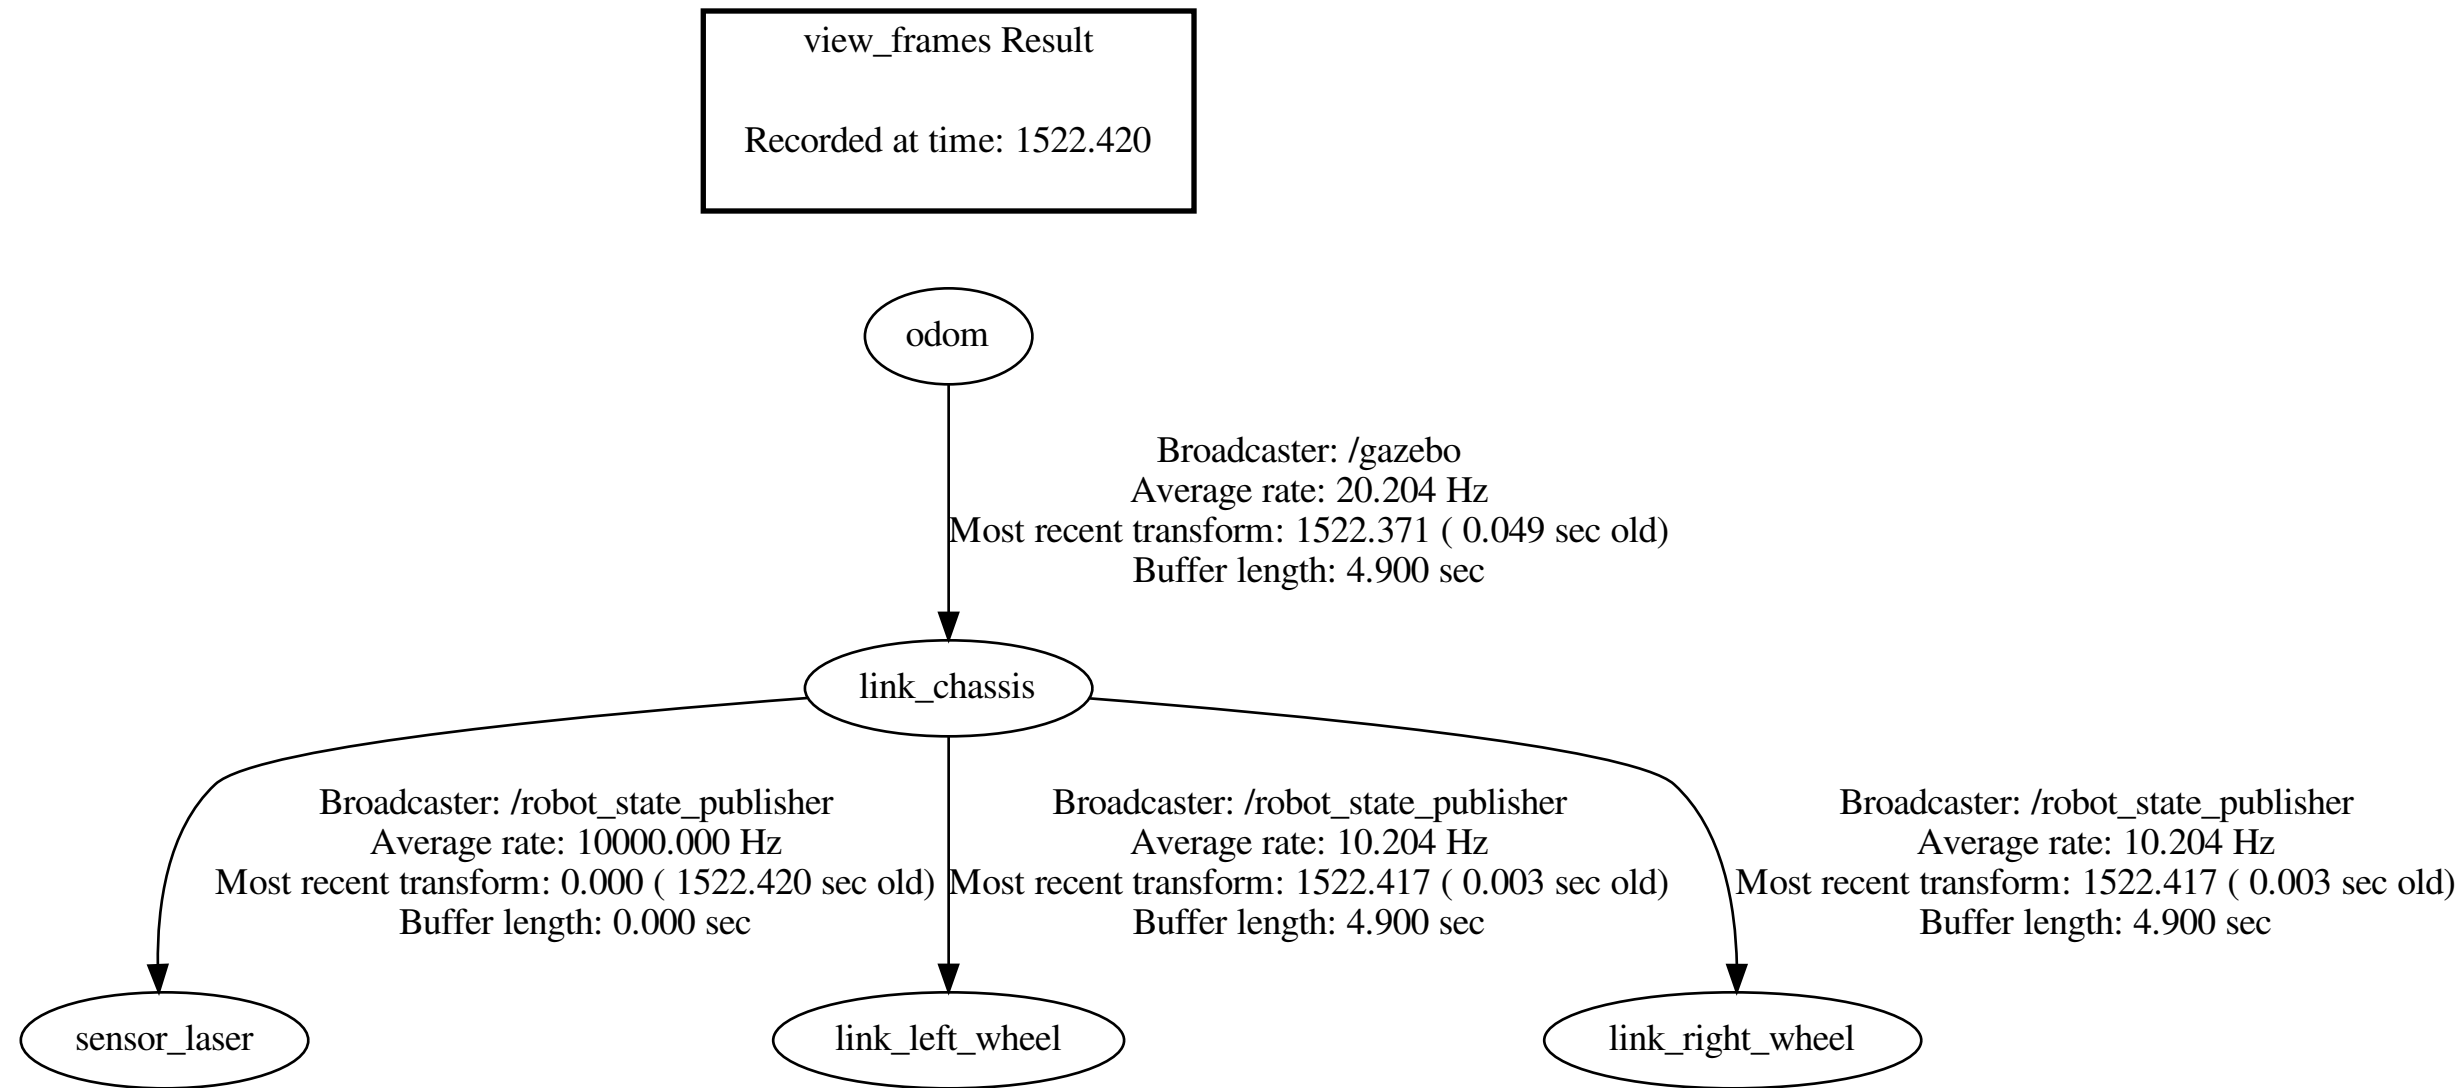 view_frames Result
Recorded at time: 1522.420
odom
Broadcaster: /gazebo
Average rate: 20.204 Hz
Most recent transform: 1522.371 ( 0.049 sec old)
Buffer length: 4.900 sec
link_chassis
Broadcaster: /robot_state_publisher
Average rate: 10000.000 Hz
Most recent transform: 0.000 ( 1522.420 sec old)
Buffer length: 0.000 sec
Broadcaster: /robot_state_publisher
Average rate: 10.204 Hz
Most recent transform: 1522.417 ( 0.003 sec old)
Buffer length: 4.900 sec
Broadcaster: /robot_state_publisher
Average rate: 10.204 Hz
Most recent transform: 1522.417 ( 0.003 sec old)
Buffer length: 4.900 sec
sensor_laser
link_left_wheel
link_right_wheel